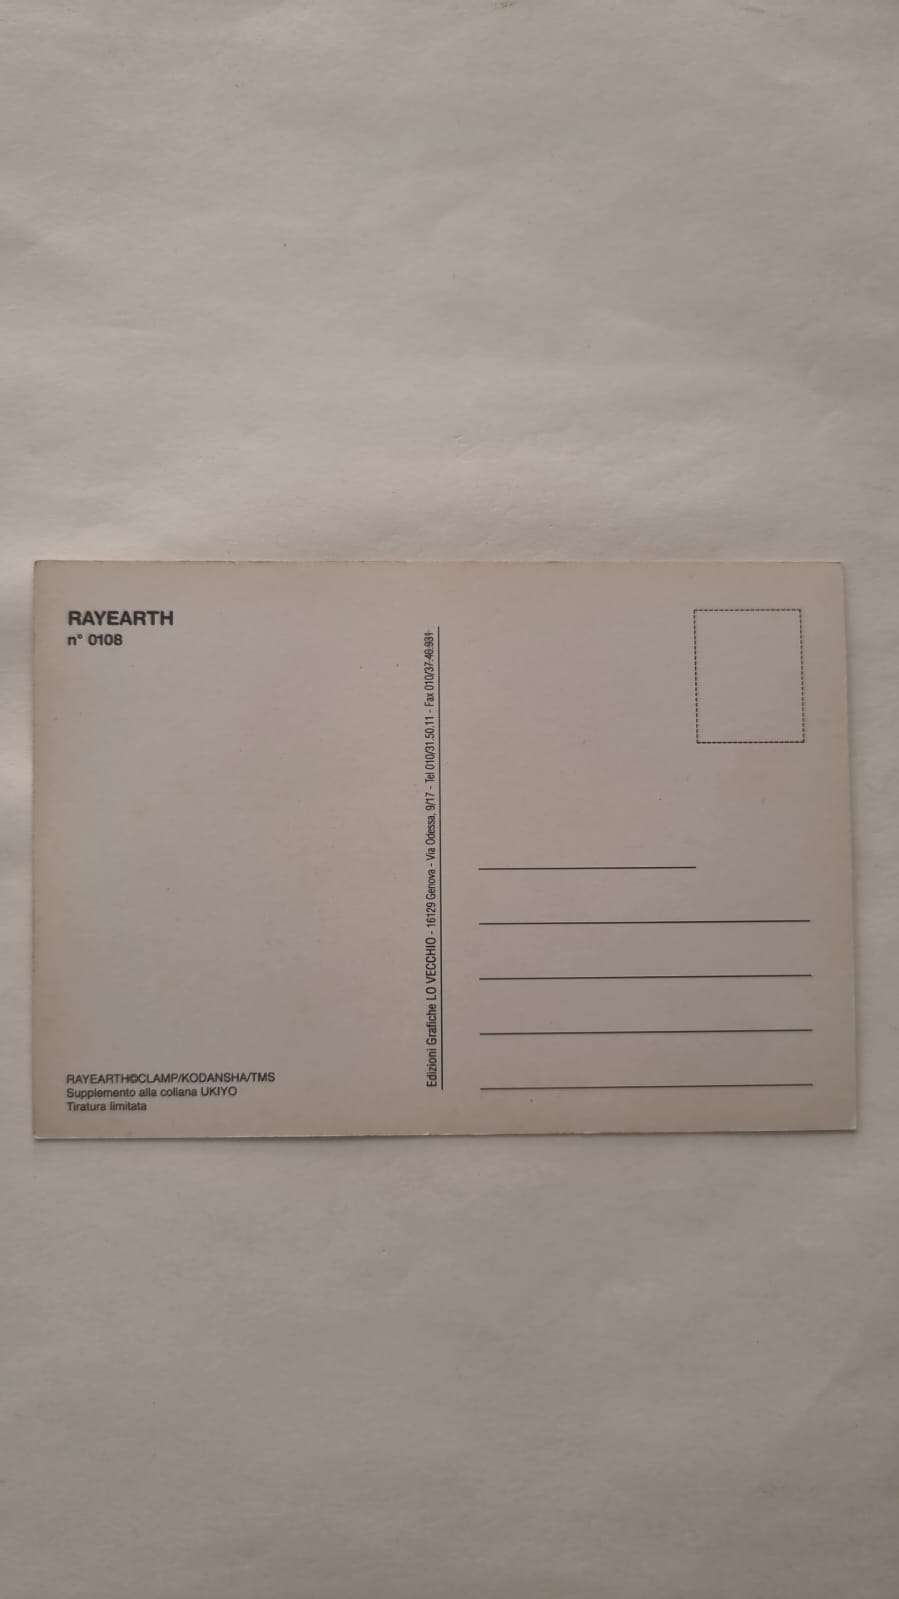 RAYEARTH
n° 0108
RAYEARTH©CLAMP/KODANSHA/TMS
Supplemento alla collana UKIYO
Tiratura limitata
Edizioni Grafiche LO VECCHIO - 16129 Genova - Via Odessa, 9/17 - Tel 010/31.50.11 - Fax 010/37.40.931